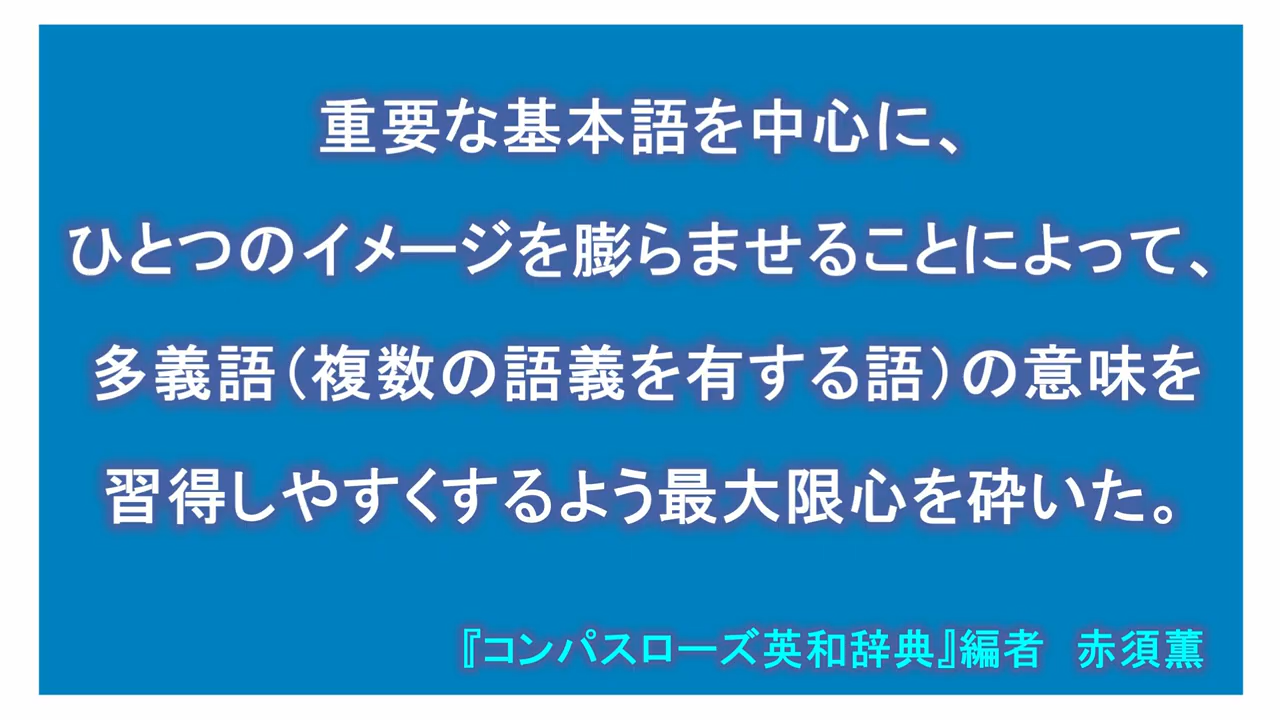 重要な基本語を中心に、
ひとつのイメージを膨らませることによって、
多義語（複数の語義を有する語）の意味を
習得しやすくするよう最大限心を砕いた。
『コンパスローズ英和辞典』編者　赤須薫